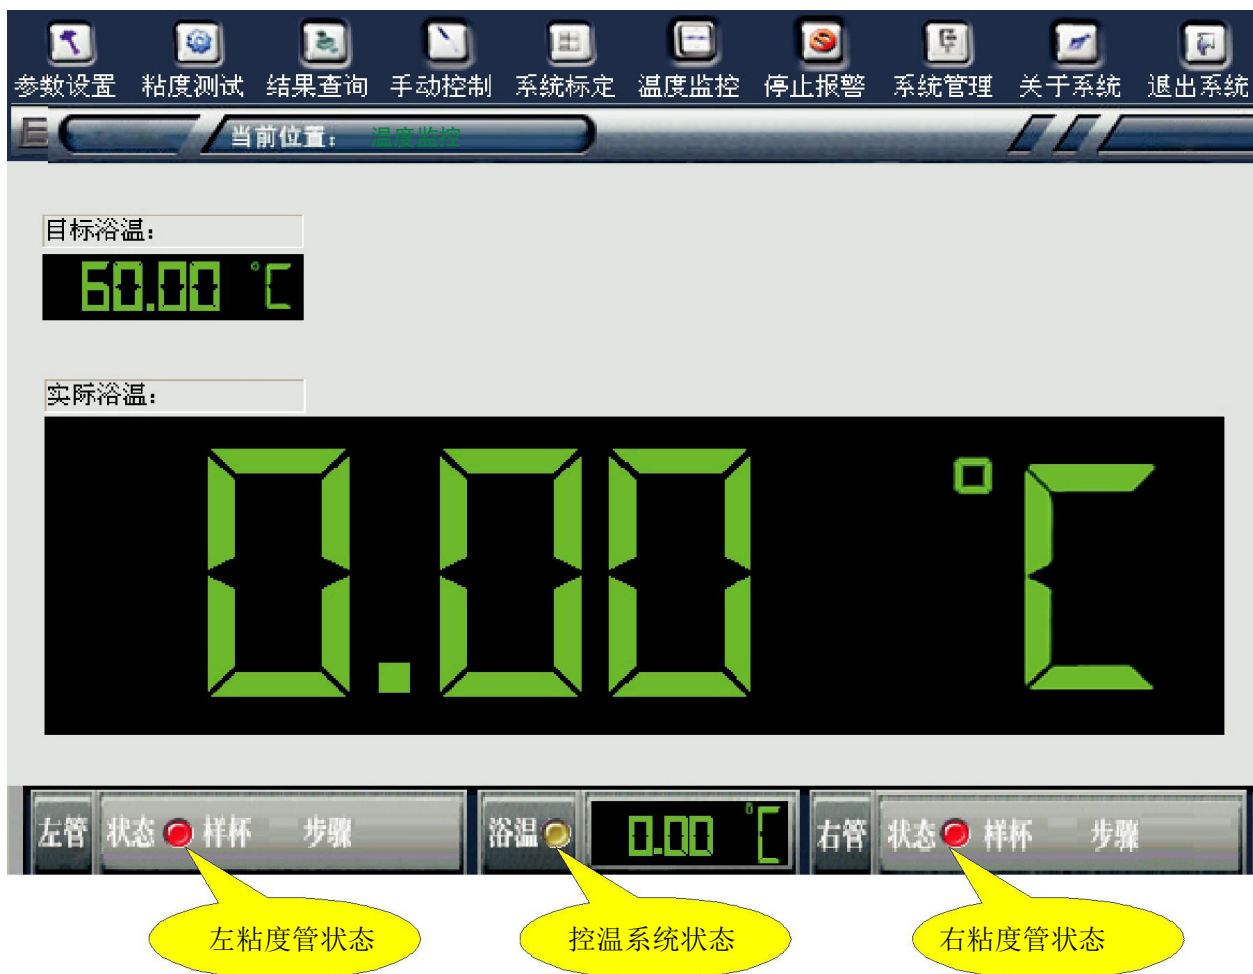 参数设置 粘度测试 结果查询 手动控制 系统标定 温度监控 停止报警 系统管理 关于系统 退出系统
当前位置： 温度监控
目标浴温：
60.00 °C
实际浴温：
0.00 °C
左管 状态 样杯 步骤 浴温 0.00 °C 右管 状态 样杯 步骤
左粘度管状态 控温系统状态 右粘度管状态